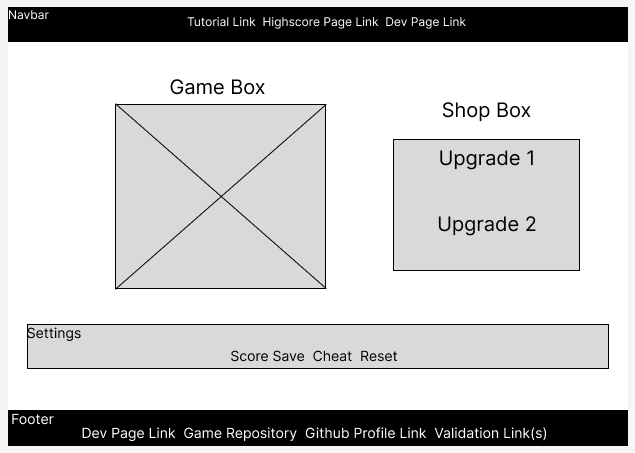 Navbar
Tutorial Link  Highscore Page Link  Dev Page Link
Game Box
Shop Box
Upgrade 1
Upgrade 2
Settings
Score Save  Cheat  Reset
Footer
Dev Page Link  Game Repository  Github Profile Link  Validation Link(s)